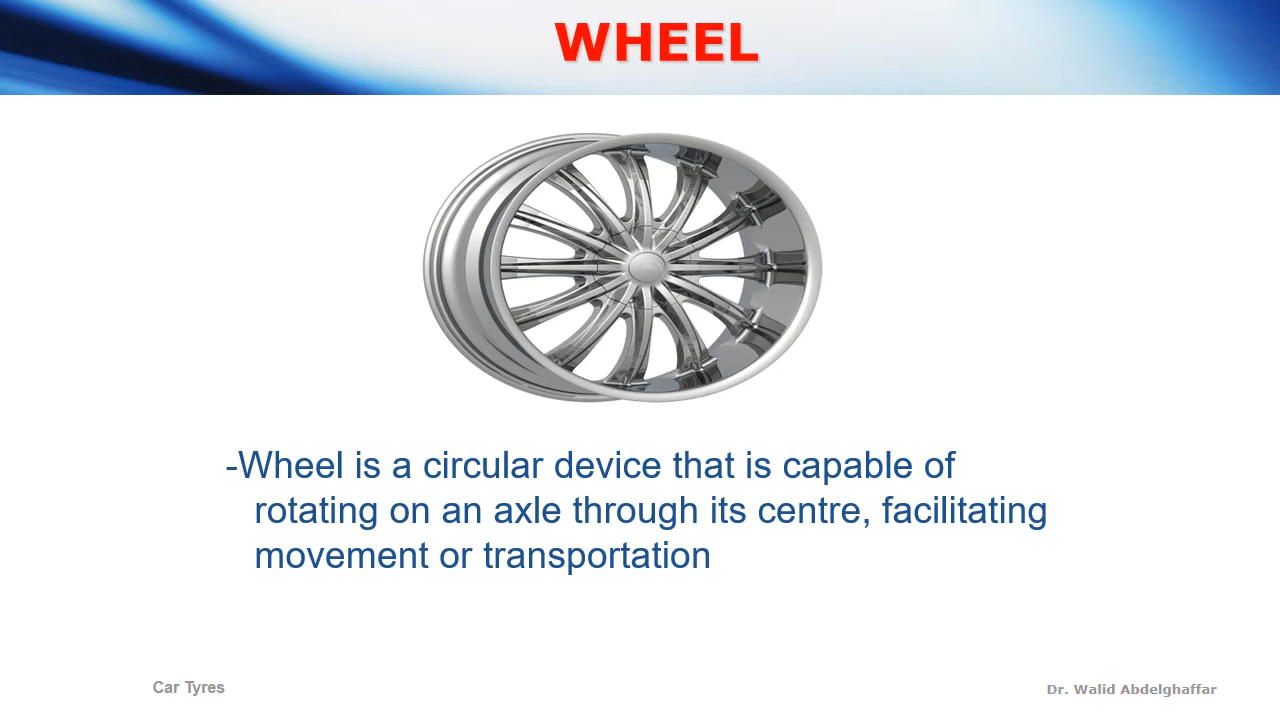 WHEEL
-Wheel is a circular device that is capable of
rotating on an axle through its centre, facilitating
movement or transportation
Car Tyres
Dr. Walid Abdelghaffar